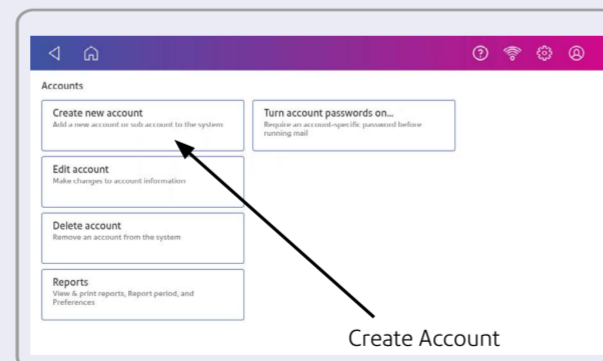 Accounts
Create new account
Add a new account or sub account to the system
Turn account passwords on...
Require an account-specific password before
running mail
Edit account
Make changes to account information
Delete account
Remove an account from the system
Reports
View & print reports, Report period, and
Preferences
Create Account